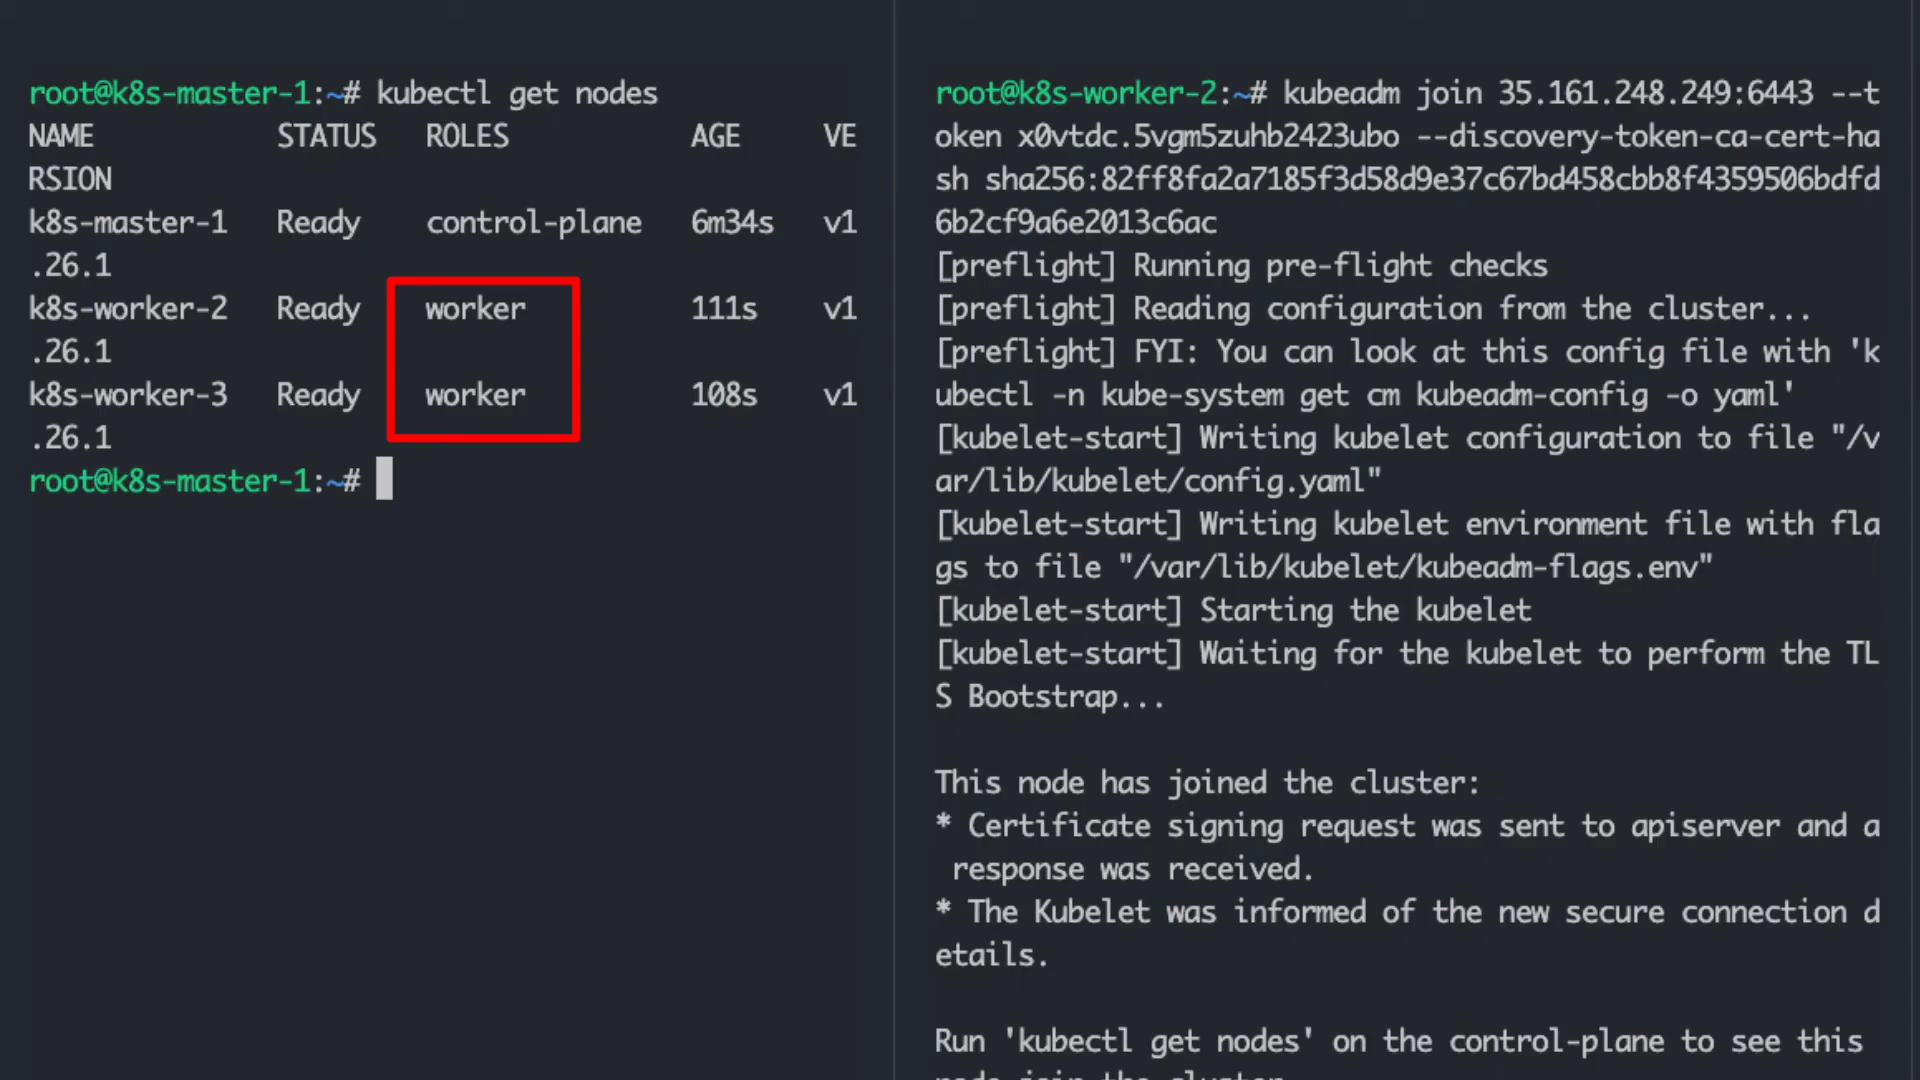 root@k8s-master-1:~# kubectl get nodes
NAME STATUS ROLES AGE VE
RSION
k8s-master-1 Ready control-plane 6m34s v1
.26.1
k8s-worker-2 Ready worker 111s v1
.26.1
k8s-worker-3 Ready worker 108s v1
.26.1
root@k8s-master-1:~#
root@k8s-worker-2:~# kubeadm join 35.161.248.249:6443 --t
oken x0vtdc.5vgm5zuhb2423ubo --discovery-token-ca-cert-ha
sh sha256:82ff8fa2a7185f3d58d9e37c67bd458cbb8f4359506bdfd
6b2cf9a6e2013c6ac
[preflight] Running pre-flight checks
[preflight] Reading configuration from the cluster...
[preflight] FYI: You can look at this config file with 'k
ubectl -n kube-system get cm kubeadm-config -o yaml'
[kubelet-start] Writing kubelet configuration to file "/v
ar/lib/kubelet/config.yaml"
[kubelet-start] Writing kubelet environment file with fla
gs to file "/var/lib/kubelet/kubeadm-flags.env"
[kubelet-start] Starting the kubelet
[kubelet-start] Waiting for the kubelet to perform the TL
S Bootstrap...
This node has joined the cluster:
* Certificate signing request was sent to apiserver and a
response was received.
* The Kubelet was informed of the new secure connection d
etails.
Run 'kubectl get nodes' on the control-plane to see this
node join the cluster